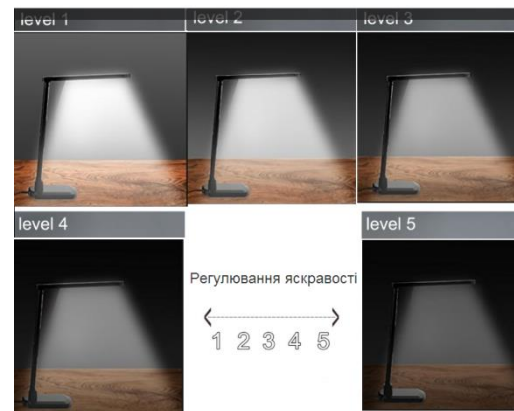 level 1
level 2
level 3
level 4
level 5
Регулювання яскравості
1 2 3 4 5